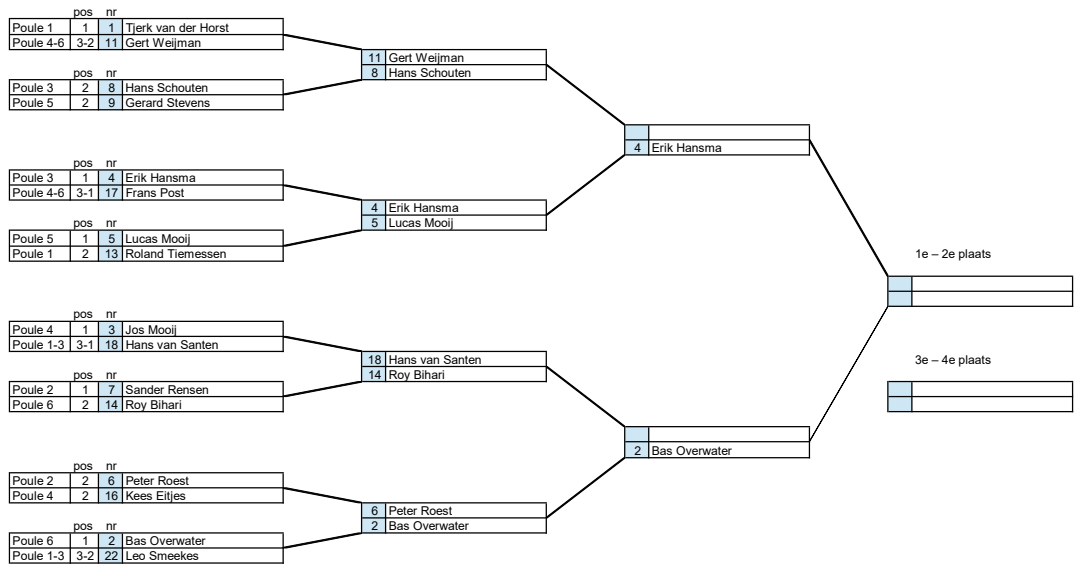 pos nr
Poule 1 1 1 Tjerk van der Horst
Poule 4-6 3-2 11 Gert Weijman
11 Gert Weijman
8 Hans Schouten
pos nr
Poule 3 2 8 Hans Schouten
Poule 5 2 9 Gerard Stevens
4 Erik Hansma
pos nr
Poule 3 1 4 Erik Hansma
Poule 4-6 3-1 17 Frans Post
4 Erik Hansma
5 Lucas Mooij
pos nr
Poule 5 1 5 Lucas Mooij
Poule 1 2 13 Roland Tiemessen
1e – 2e plaats
pos nr
Poule 4 1 3 Jos Mooij
Poule 1-3 3-1 18 Hans van Santen
18 Hans van Santen
14 Roy Bihari
3e – 4e plaats
pos nr
Poule 2 1 7 Sander Rensen
Poule 6 2 14 Roy Bihari
2 Bas Overwater
pos nr
Poule 2 2 6 Peter Roest
Poule 4 2 16 Kees Eitjes
6 Peter Roest
2 Bas Overwater
pos nr
Poule 6 1 2 Bas Overwater
Poule 1-3 3-2 22 Leo Smeekes